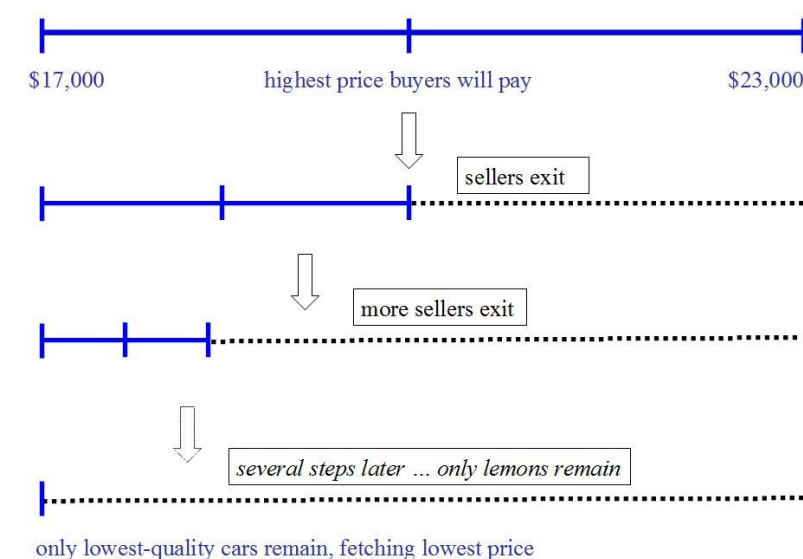 $17,000 highest price buyers will pay $23,000
sellers exit
more sellers exit
several steps later ... only lemons remain
only lowest-quality cars remain, fetching lowest price